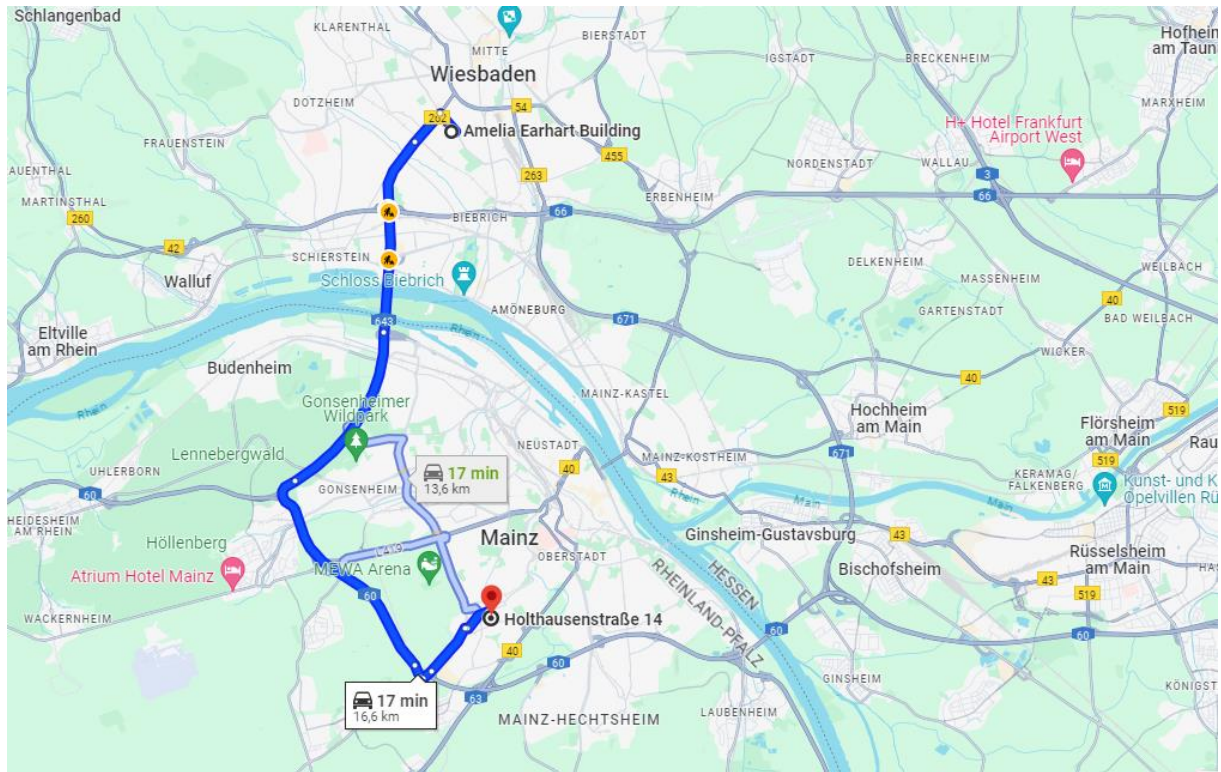 Schlangenbad
KLARENTHAL
MITTE
BIERSTADT
IGSTADT
BRECKENHEIM
Hofheim
am Taun
Wiesbaden
DOTZHEIM
54
262
Amelia Earhart Building
MARXHEIM
FRAUENSTEIN
455
H+ Hotel Frankfurt
Airport West
NORDENSTADT
WALLAU
3
AUENTHAL
263
ERBENHEIM
66
MARTINSTHAL
260
BIEBRICH
66
42
SCHIERSTEIN
DELKENHEIM
WEILBACH
Walluf
Schloss Biebrich
MASSENHEIM
40
AMÖNEBURG
GARTENSTADT
BAD WEILBACH
Eltville
am Rhein
643
Rhein
671
WICKER
Budenheim
40
Rhein
MAINZ-KASTEL
Gonsenheimer
Wildpark
Hochheim
am Main
519
Flörsheim
am Main
Rau
Lennebergwald
NEUSTADT
UHLERBORN
17 min
13,6 km
40
MAINZ-KOSTHEIM
671
519
60
GONSENHEIM
43
KERAMAG/
FALKENBERG
Kunst- und K
Opelvillen Rü
HEIDESHEIM
AM RHEIN
Rhein
Main
Main
Höllenberg
L419
Mainz
OBERSTADT
Ginsheim-Gustavsburg
43
Rüsselsheim
am Main
HAS
Atrium Hotel Mainz
MEWA Arena
Bischofsheim
43
60
HESSEN
RHEINLAND-PFALZ
519
WACKERNHEIM
Holthausenstraße 14
60
60
40
60
GINSHEIM
KÖNIGST
17 min
16,6 km
63
LAUBENHEIM
MAINZ-HECHTSHEIM